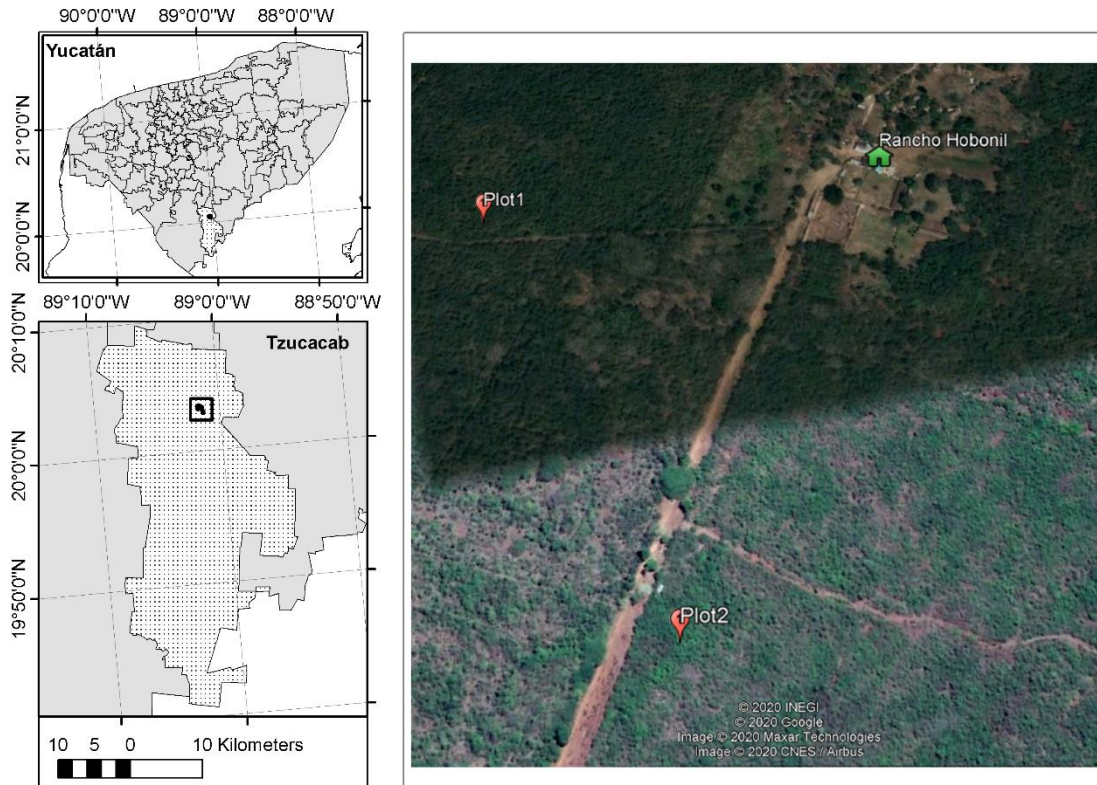 90°0'0"W 89°0'0"W 88°0'0"W
Yucatán
21°0'0"N
20°0'0"N
89°10'0"W 89°0'0"W 88°50'0"W
Tzucacab
20°10'0"N
20°0'0"N
19°50'0"N
10 5 0 10 Kilometers
Rancho Hobonil
Plot1
Plot2
© 2020 INEGI
© 2020 Google
Image © 2020 Maxar Technologies
Image © 2020 CNES / Airbus